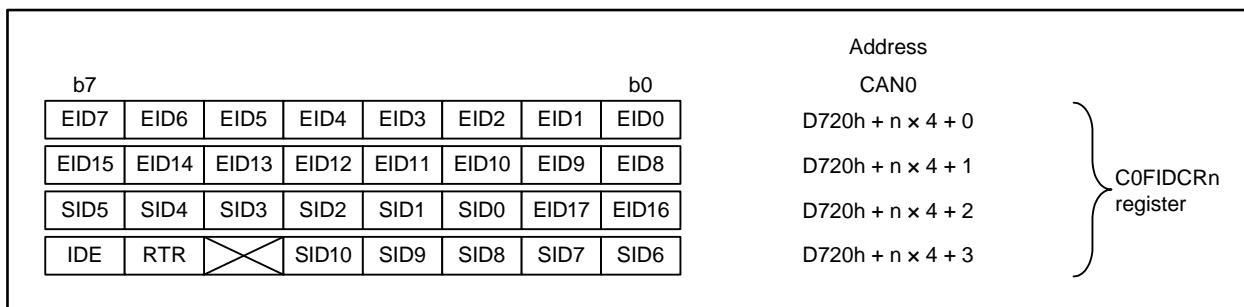 Address
b7 b0 CAN0
EID7 EID6 EID5 EID4 EID3 EID2 EID1 EID0 D720h + n × 4 + 0
EID15 EID14 EID13 EID12 EID11 EID10 EID9 EID8 D720h + n × 4 + 1
SID5 SID4 SID3 SID2 SID1 SID0 EID17 EID16 D720h + n × 4 + 2
IDE RTR SID10 SID9 SID8 SID7 SID6 D720h + n × 4 + 3
C0FIDCRn
register